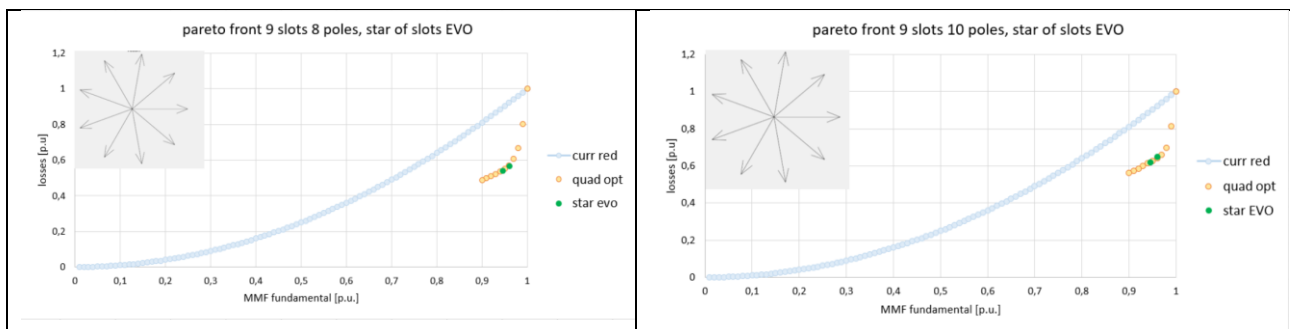 pareto front 9 slots 8 poles, star of slots EVO
1,2
1
0,8
0,6
0,4
0,2
0
losses [p.u]
0 0,1 0,2 0,3 0,4 0,5 0,6 0,7 0,8 0,9 1
MMF fundamental [p.u.]
curr red
quad opt
star evo
pareto front 9 slots 10 poles, star of slots EVO
1,2
1
0,8
0,6
0,4
0,2
0
losses [p.u.]
0 0,1 0,2 0,3 0,4 0,5 0,6 0,7 0,8 0,9 1
MMF fundamental [p.u.]
curr red
quad opt
star EVO